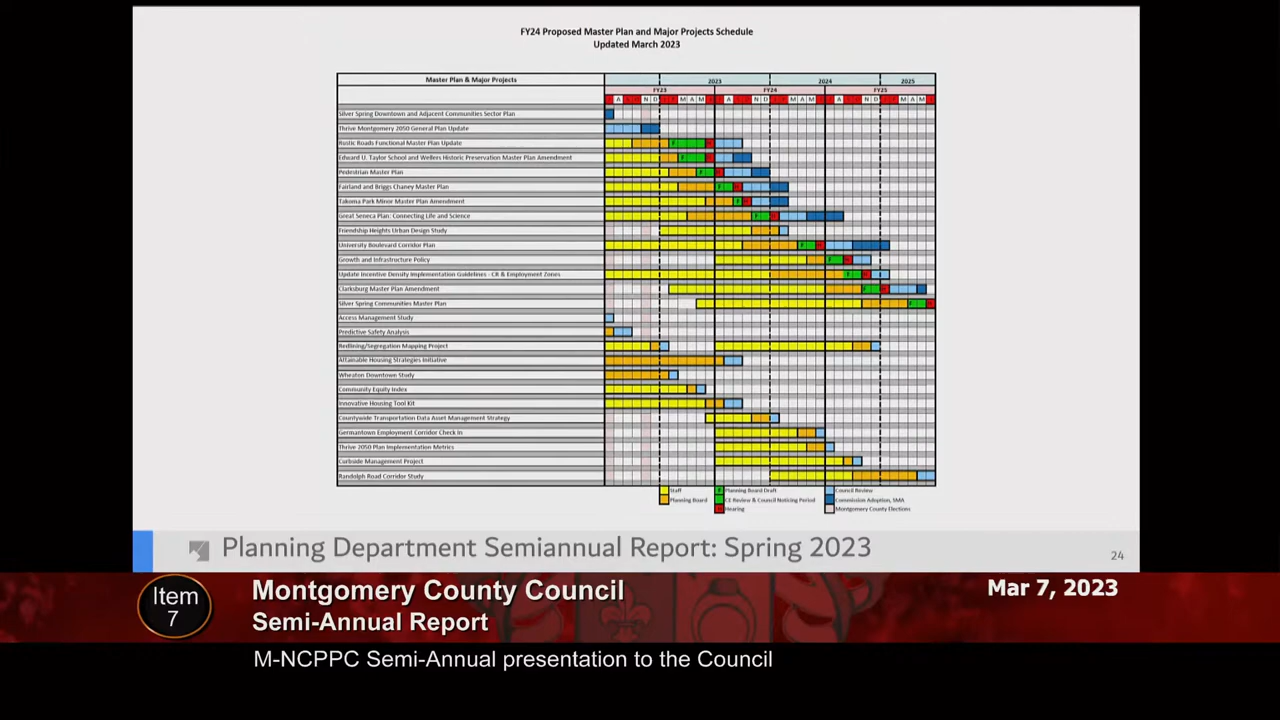 FY24 Proposed Master Plan and Major Projects Schedule
Updated March 2023
Master Plan & Major Projects
2023 2024 2025
FY23 FY24 FY25
A N D M A M A N D M A M A N D M A M
Silver Spring Downtown and Adjacent Communities Sector Plan
Thrive Montgomery 2050 General Plan Update
Rustic Roads Functional Master Plan Update
Edward U. Taylor School and Weller's Historic Preservation Master Plan Amendment
Pedestrian Master Plan
Fairland and Briggs Chaney Master Plan
Takoma Park Minor Master Plan Amendment
Great Seneca Plan: Connecting Life and Science
Friendship Heights Urban Design Study
University Boulevard Corridor Plan
Growth and Infrastructure Policy
Update Incentive Density Implementation Guidelines - CR & Employment Zones
Clarksburg Master Plan Amendment
Silver Spring Communities Master Plan
Access Management Study
Predictive Safety Analysis
Redlining/Segregation Mapping Project
Attainable Housing Strategies Initiative
Wheaton Downtown Study
Community Equity Index
Innovative Housing Tool Kit
Countywide Transportation Data Asset Management Strategy
Germantown Employment Corridor Check In
Thrive 2050 Plan Implementation Metrics
Curbside Management Project
Randolph Road Corridor Study
Staff Planning Board Draft Council Review
Planning Board CE Review & Council Noticing Period Commission Adoption, SMA
Hearing Montgomery County Elections
Planning Department Semiannual Report: Spring 2023
24
Item
7
Montgomery County Council
Mar 7, 2023
Semi-Annual Report
M-NCPPC Semi-Annual presentation to the Council